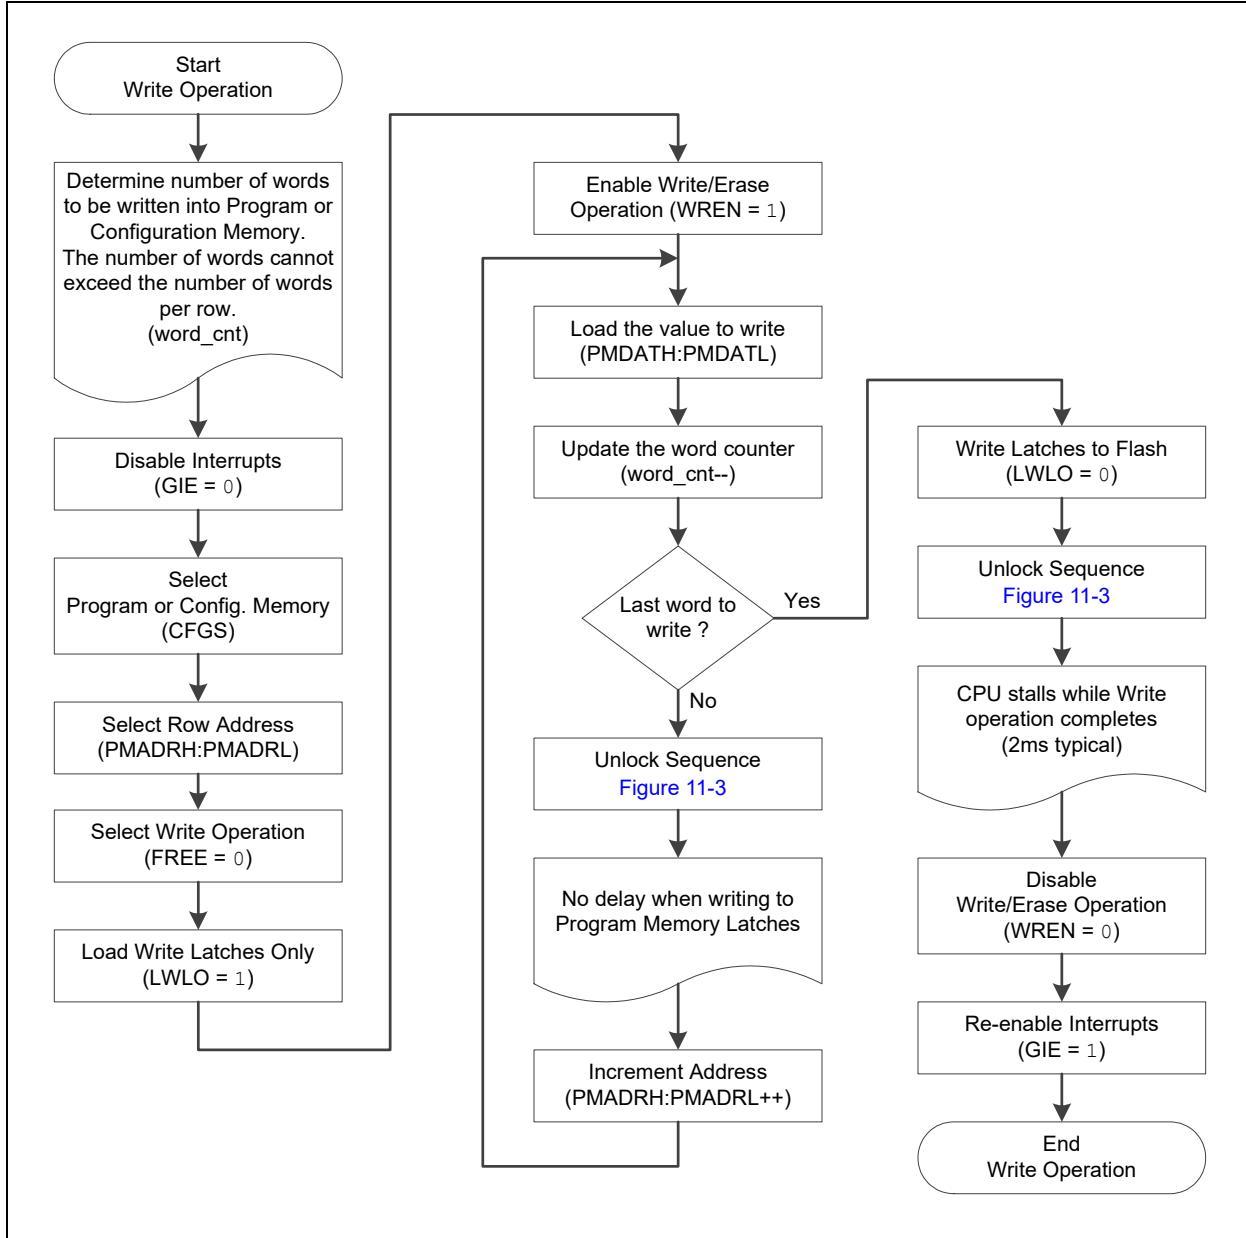 Start
Write Operation
Determine number of words
to be written into Program or
Configuration Memory.
The number of words cannot
exceed the number of words
per row.
(word_cnt)
Disable Interrupts
(GIE = 0)
Select
Program or Config. Memory
(CFGS)
Select Row Address
(PMADRH:PMADRL)
Select Write Operation
(FREE = 0)
Load Write Latches Only
(LWLO = 1)
Enable Write/Erase
Operation (WREN = 1)
Load the value to write
(PMDATH:PMDATL)
Update the word counter
(word_cnt--)
Last word to
write ?
Yes
No
Unlock Sequence
Figure 11-3
No delay when writing to
Program Memory Latches
Increment Address
(PMADRH:PMADRL++)
Write Latches to Flash
(LWLO = 0)
Unlock Sequence
Figure 11-3
CPU stalls while Write
operation completes
(2ms typical)
Disable
Write/Erase Operation
(WREN = 0)
Re-enable Interrupts
(GIE = 1)
End
Write Operation